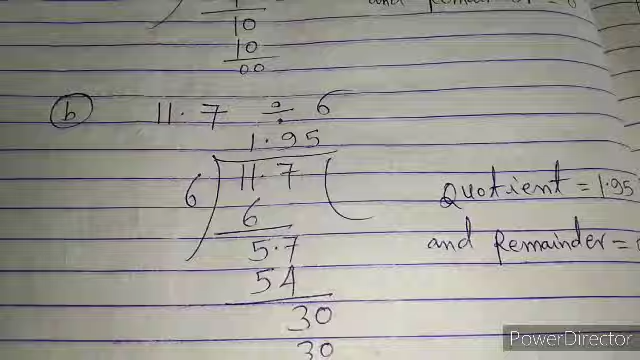 10
10
00
b 11.7 ÷ 6
1.95
6 ) 11.7 (
6
5.7
54
30
30
Quotient = 1.95
and Remainder =
PowerDirector